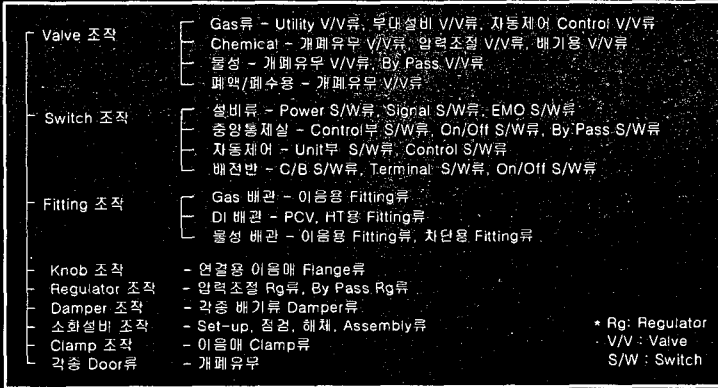 Valve 조작
Gas류 – Utility V/V류, 부대설비 V/V류, 자동제어 Control V/V류
Chemical – 개폐유무 V/V류, 압력조절 V/V류, 배기용 V/V류
물성 – 개폐유무 V/V류, By Pass V/V류
폐액/폐수용 – 개폐유무 V/V류
Switch 조작
설비류 – Power S/W류, Signal S/W류, EMO S/W류
중앙통제실 – Control부 S/W류, On/Off S/W류, By Pass S/W류
자동제어 – Unit부 S/W류, Control S/W류
배전반 – C/B S/W류, Terminal S/W류, On/Off S/W류
Fitting 조작
Gas 배관 – 이음용 Fitting류
DI 배관 – PCV, HT용 Fitting류
물성 배관 – 이음용 Fitting류, 차단용 Fitting류
Knob 조작 – 연결용 이음매 Flange류
Regulator 조작 – 압력조절 Rg류, By Pass Rg류
Damper 조작 – 각종 배기류 Damper류
소화설비 조작 – Set-up, 점검, 해체, Assembly류
Clamp 조작 – 이음매 Clamp류
각종 Door류 – 개폐유무
* Rg: Regulator
V/V : Valve
S/W : Switch